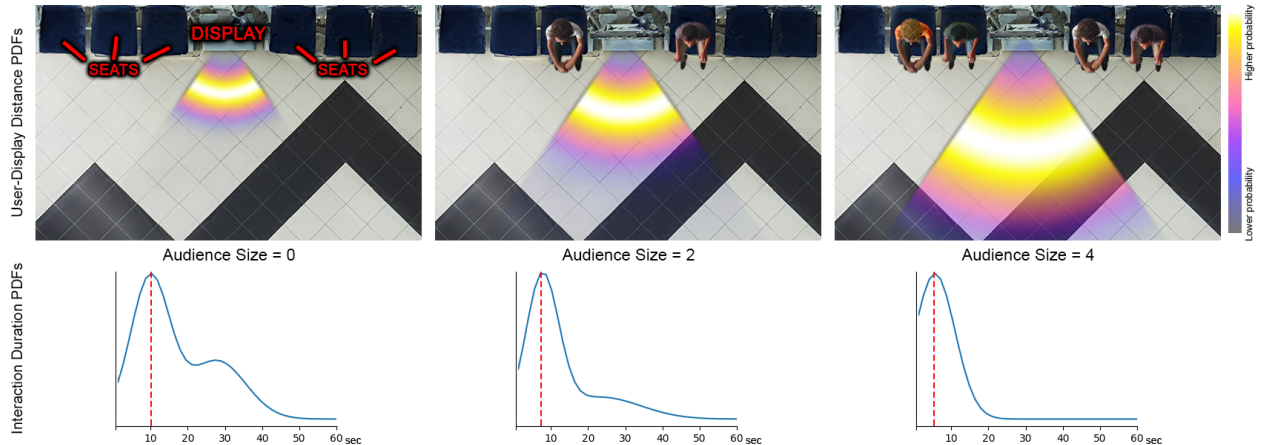 User-Display Distance PDFs
DISPLAY
SEATS
SEATS
Higher probability
Lower probability
Audience Size = 0
Audience Size = 2
Audience Size = 4
Interaction Duration PDFs
10 20 30 40 50 60 sec
10 20 30 40 50 60 sec
10 20 30 40 50 60 sec